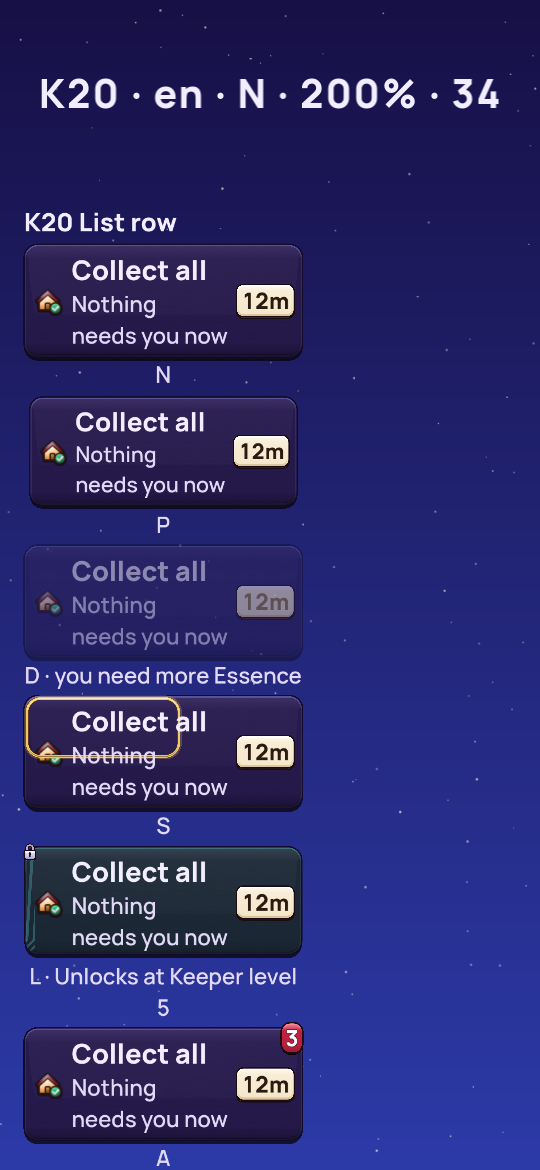 K20 · en · N · 200% · 34
K20 List row
Collect all
Nothing
needs you now
12m
N
Collect all
Nothing
needs you now
12m
P
Collect all
Nothing
needs you now
12m
D · you need more Essence
Collect all
Nothing
needs you now
12m
S
Collect all
Nothing
needs you now
12m
L · Unlocks at Keeper level
5
3
Collect all
Nothing
needs you now
12m
A